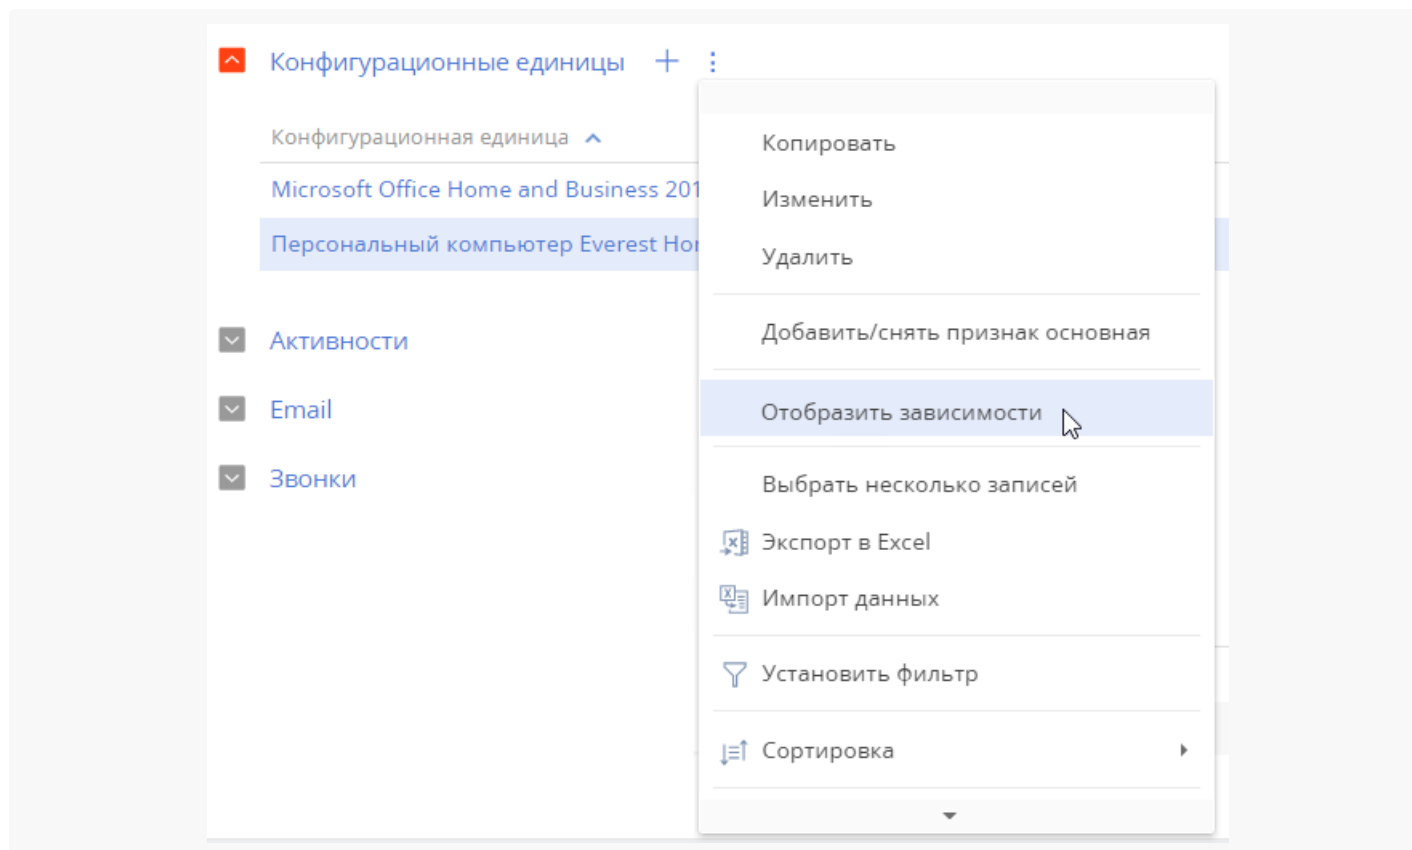 Конфигурационные единицы
Конфигурационная единица
Microsoft Office Home and Business 201
Персональный компьютер Everest Hor
Активности
Email
Звонки
Копировать
Изменить
Удалить
Добавить/снять признак основная
Отобразить зависимости
Выбрать несколько записей
Экспорт в Excel
Импорт данных
Установить фильтр
Сортировка